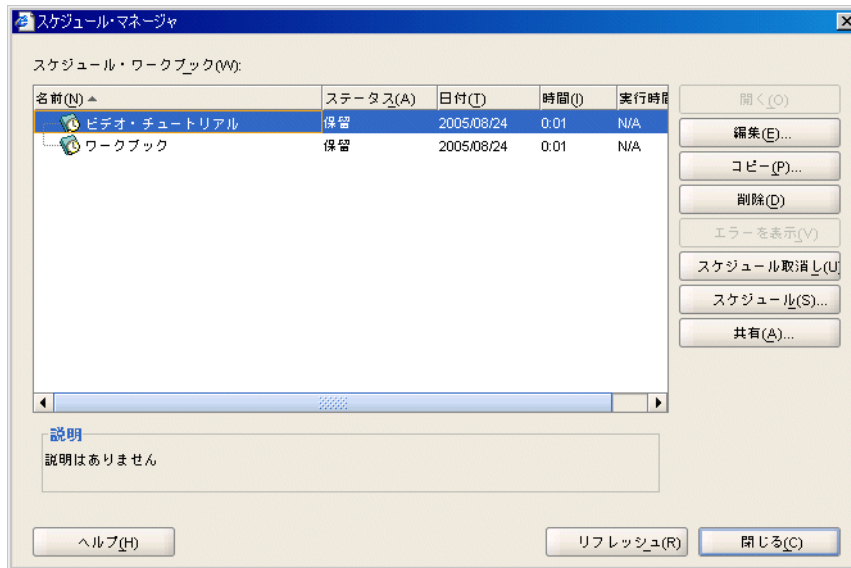 スケジュール・マネージャ
スケジュール・ワークブック(W):
名前(N) ステータス(A) 日付(T) 時間(I) 実行時間
ビデオ・チュートリアル 保留 2005/08/24 0:01 N/A
ワークブック 保留 2005/08/24 0:01 N/A
開く(O)
編集(E)...
コピー(P)...
削除(D)
エラーを表示(V)
スケジュール取消し(U)
スケジュール(S)...
共有(A)...
説明
説明はありません
ヘルプ(H)
リフレッシュ(R)
閉じる(C)